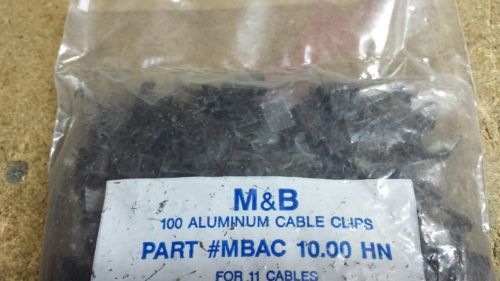 M&B
100 ALUMINUM CABLE CLIPS
PART #MBAC 10.00 HN
FOR 11 CABLES